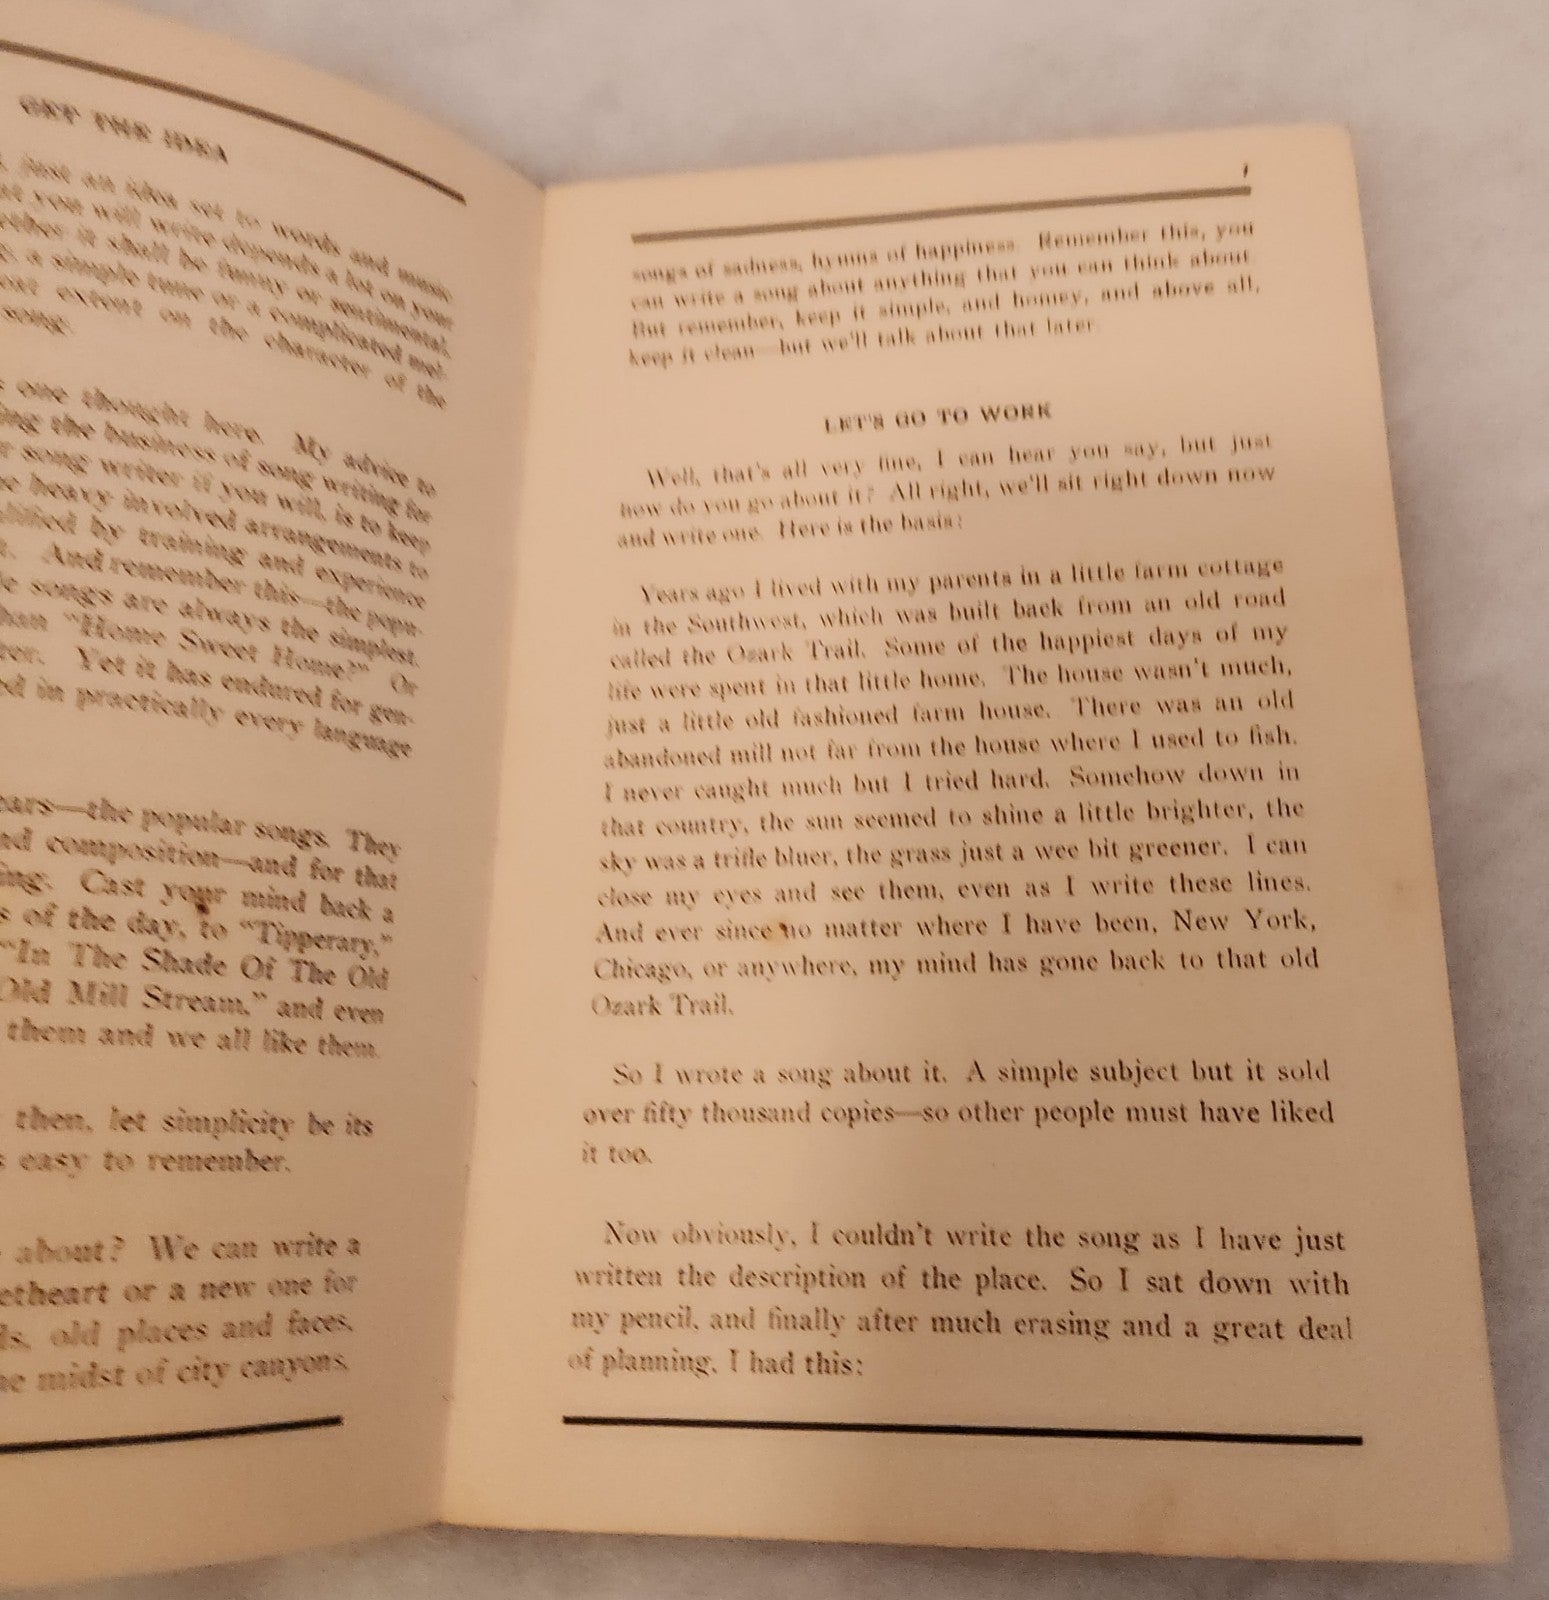 GET THE IDEA
just an idea set to words and music
you will write depends a lot on your
it shall be funny or sentimental,
a simple tune or a complicated mel-
extent on the character of the
song.
one thought here. My advice to
the business of song writing for
song writer if you will, is to keep
heavy involved arrangements to
by training and experience
And remember this—the popu-
songs are always the simplest.
than "Home Sweet Home?" Or
Yet it has endured for gen-
in practically every language
—the popular songs. They
composition—and for that
Cast your mind back a
of the day, to "Tipperary,"
"In The Shade Of The Old
Old Mill Stream," and even
them and we all like them.
then, let simplicity be its
easy to remember.
about? We can write a
or a new one for
old places and faces,
midst of city canyons,
songs of sadness, hymns of happiness. Remember this, you
can write a song about anything that you can think about
But remember, keep it simple, and homey, and above all,
keep it clean—but we'll talk about that later.
LET'S GO TO WORK
Well, that's all very fine, I can hear you say, but just
how do you go about it? All right, we'll sit right down now
and write one. Here is the basis:
Years ago I lived with my parents in a little farm cottage
in the Southwest, which was built back from an old road
called the Ozark Trail. Some of the happiest days of my
life were spent in that little home. The house wasn't much,
just a little old fashioned farm house. There was an old
abandoned mill not far from the house where I used to fish.
I never caught much but I tried hard. Somehow down in
that country, the sun seemed to shine a little brighter, the
sky was a trifle bluer, the grass just a wee bit greener. I can
close my eyes and see them, even as I write these lines.
And ever since no matter where I have been, New York,
Chicago, or anywhere, my mind has gone back to that old
Ozark Trail.
So I wrote a song about it. A simple subject but it sold
over fifty thousand copies—so other people must have liked
it too.
Now obviously, I couldn't write the song as I have just
written the description of the place. So I sat down with
my pencil, and finally after much erasing and a great deal
of planning, I had this: